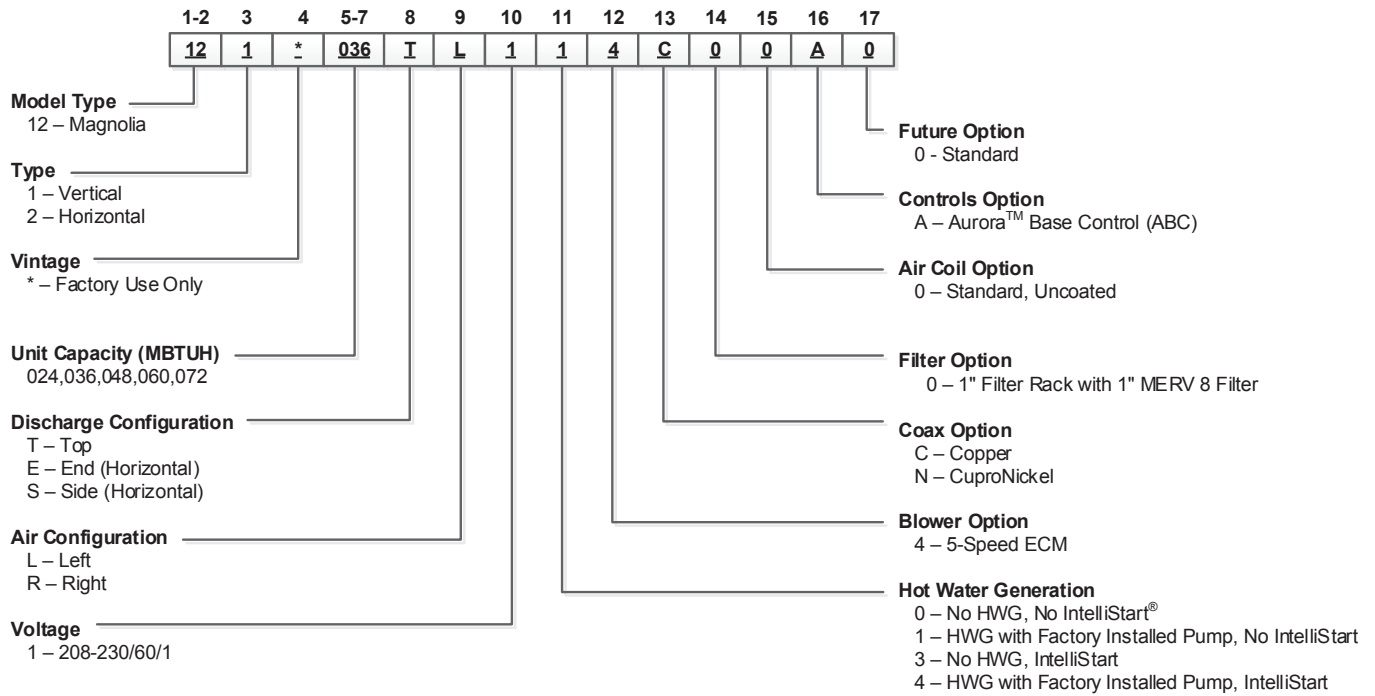 1-2 3 4 5-7 8 9 10 11 12 13 14 15 16 17
12 1 * 036 T L 1 1 4 C 0 0 A 0
Model Type
12 – Magnolia
Type
1 – Vertical
2 – Horizontal
Vintage
* – Factory Use Only
Unit Capacity (MBTUH)
024,036,048,060,072
Discharge Configuration
T – Top
E – End (Horizontal)
S – Side (Horizontal)
Air Configuration
L – Left
R – Right
Voltage
1 – 208-230/60/1
Future Option
0 - Standard
Controls Option
A – Aurora™ Base Control (ABC)
Air Coil Option
0 – Standard, Uncoated
Filter Option
0 – 1" Filter Rack with 1" MERV 8 Filter
Coax Option
C – Copper
N – CuproNickel
Blower Option
4 – 5-Speed ECM
Hot Water Generation
0 – No HWG, No IntelliStart®
1 – HWG with Factory Installed Pump, No IntelliStart
3 – No HWG, IntelliStart
4 – HWG with Factory Installed Pump, IntelliStart